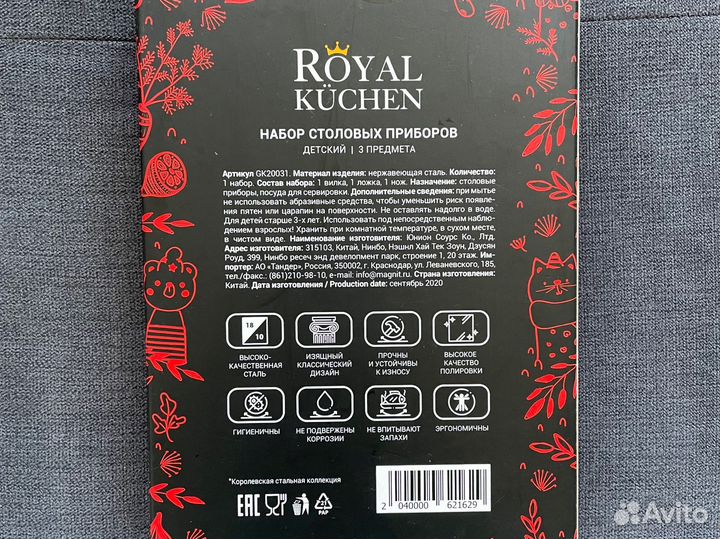 ROYAL
KÜCHEN
НАБОР СТОЛОВЫХ ПРИБОРОВ
ДЕТСКИЙ | 3 ПРЕДМЕТА
Артикул GK20031. Материал изделия: нержавеющая сталь. Количество:
1 набор. Состав набора: 1 вилка, 1 ложка, 1 нож. Назначение: столовые
приборы, посуда для сервировки. Дополнительные сведения: при мытье
не использовать абразивные средства, чтобы уменьшить риск появле-
ния пятен или царапин на поверхности. Не оставлять надолго в воде.
Для детей старше 3-х лет. Использовать под непосредственным наблю-
дением взрослых! Хранить при комнатной температуре, в сухом месте,
в чистом виде. Наименование изготовителя: Юнион Соурс Ко., Лтд.
Адрес изготовителя: 315103, Китай, Нинбо, Нэшнл Хай Тек Зоун, Дзусян
Роуд, 399, Нинбо ресеч энд девелопмент парк, строение 1, 20 этаж. Им-
портер: АО «Тандер», Россия, 350002, г. Краснодар, ул. Леваневского, 185,
тел./факс.: (861)210-98-10, e-mail: info@magnit.ru. Страна изготовления:
Китай. Дата изготовления / Production date: сентябрь 2020
18
10
ВЫСОКО-
КАЧЕСТВЕННАЯ
СТАЛЬ
ИЗЯЩНЫЙ
КЛАССИЧЕСКИЙ
ДИЗАЙН
ПРОЧНЫ
И УСТОЙЧИВЫ
К ИЗНОСУ
ВЫСОКОЕ
КАЧЕСТВО
ПОЛИРОВКИ
ГИГИЕНИЧНЫ
НЕ ПОДВЕРЖЕНЫ
КОРРОЗИИ
НЕ ВПИТЫВАЮТ
ЗАПАХИ
ЭРГОНОМИЧНЫ
*Королевская стальная коллекция
EAC
21
PAP
2 040000 621629
Avito